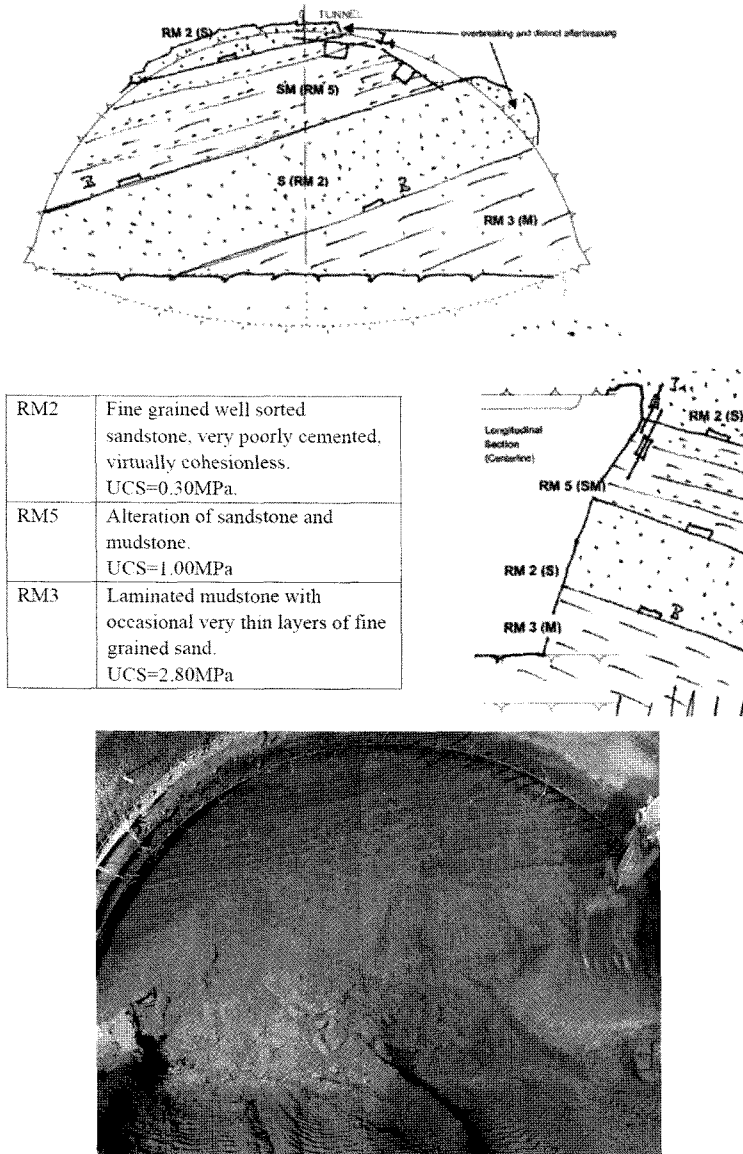 TUNNEL
RM 2 (S)
overbreaking and distinct afterbreaking
SM (RM 5)
B
S (RM 2)
B
RM 3 (M)
RM2 Fine grained well sorted
sandstone, very poorly cemented,
virtually cohesionless.
UCS=0.30MPa.
RM5 Alteration of sandstone and
mudstone.
UCS=1.00MPa
RM3 Laminated mudstone with
occasional very thin layers of fine
grained sand.
UCS=2.80MPa
Longitudinal
Section
(Centerline)
RM 2 (S)
RM 5 (SM)
RM 2 (S)
B
RM 3 (M)